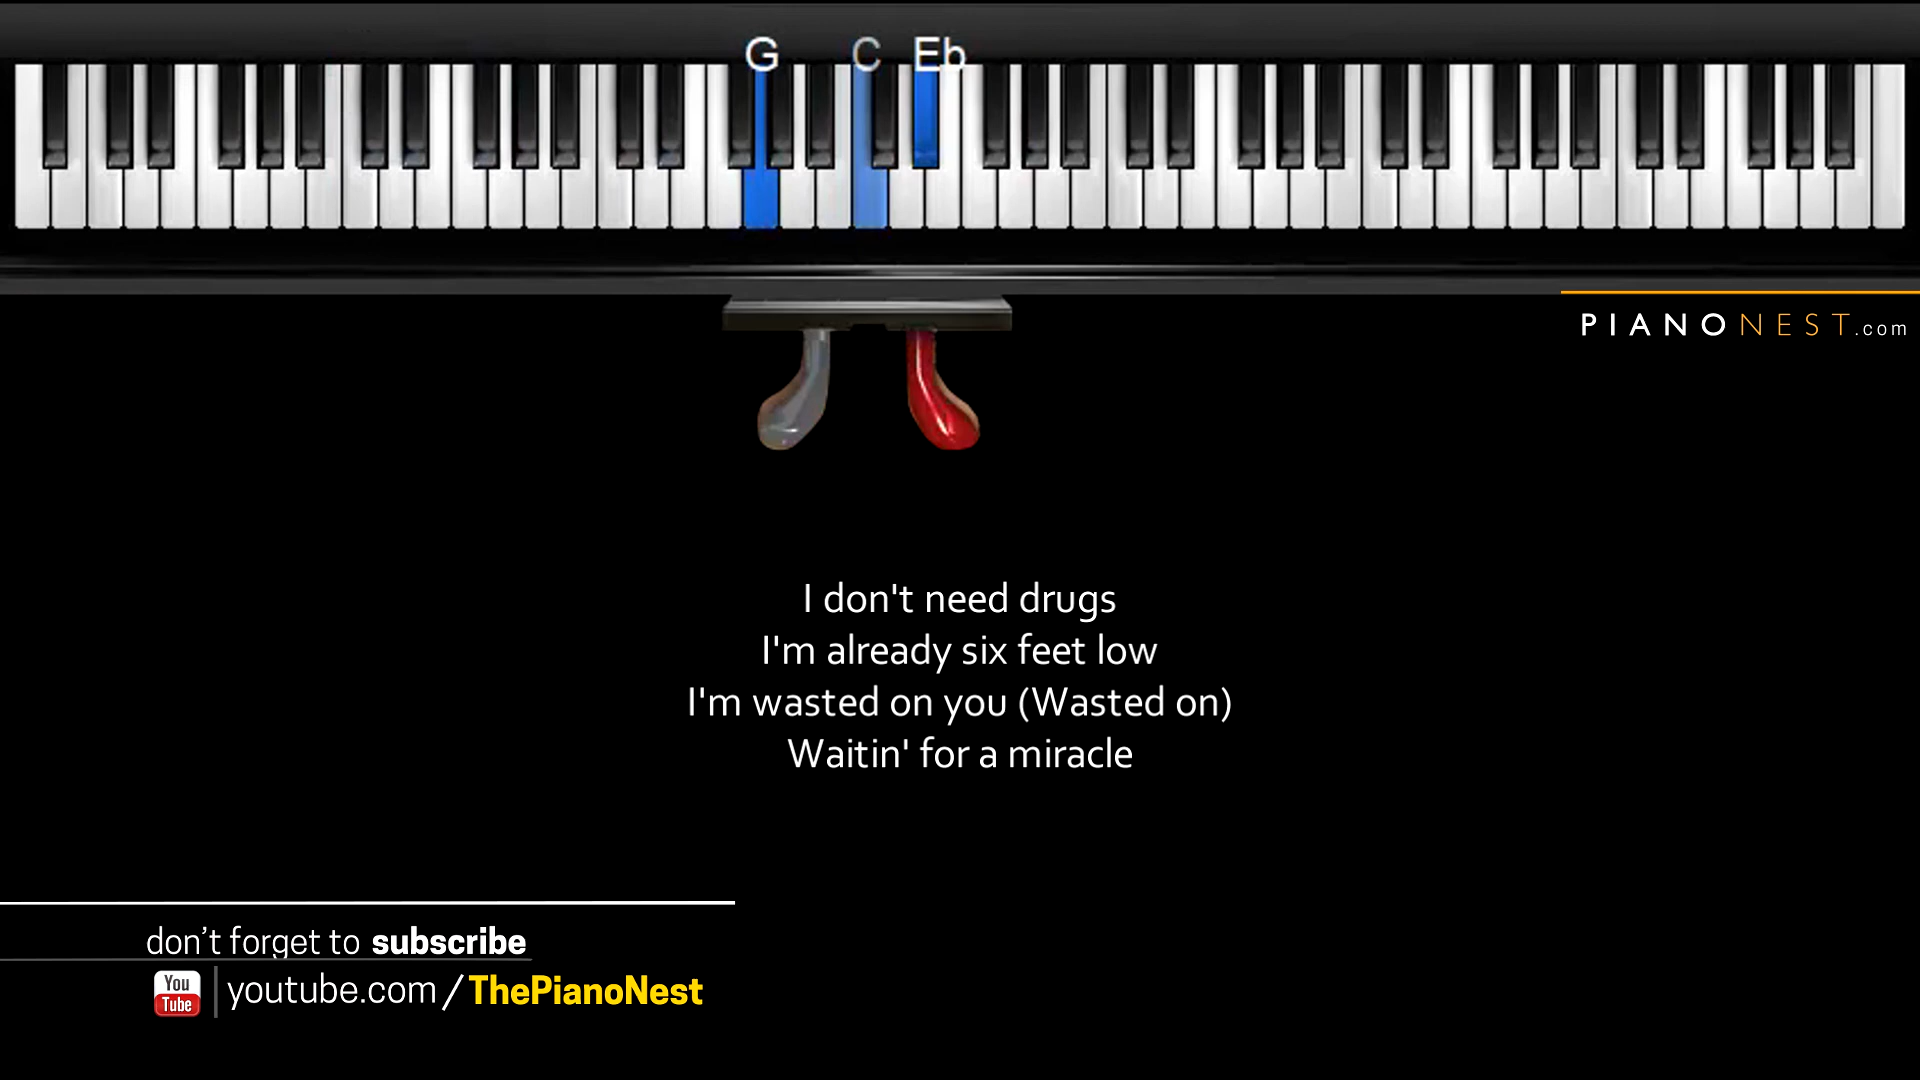 G C Eb
PIANONEST.com
I don't need drugs
I'm already six feet low
I'm wasted on you (Wasted on)
Waitin' for a miracle
don't forget to subscribe
You Tube youtube.com/ThePianoNest